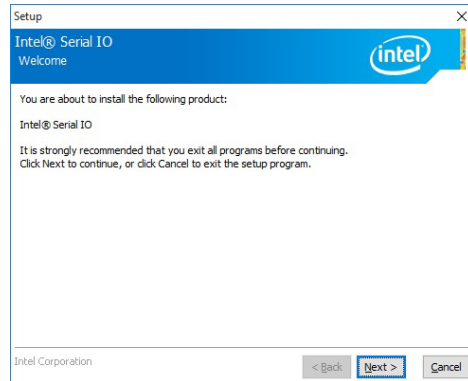 Setup
Intel® Serial IO
Welcome
intel
You are about to install the following product:
Intel® Serial IO
It is strongly recommended that you exit all programs before continuing.
Click Next to continue, or click Cancel to exit the setup program.
Intel Corporation
< Back
Next >
Cancel